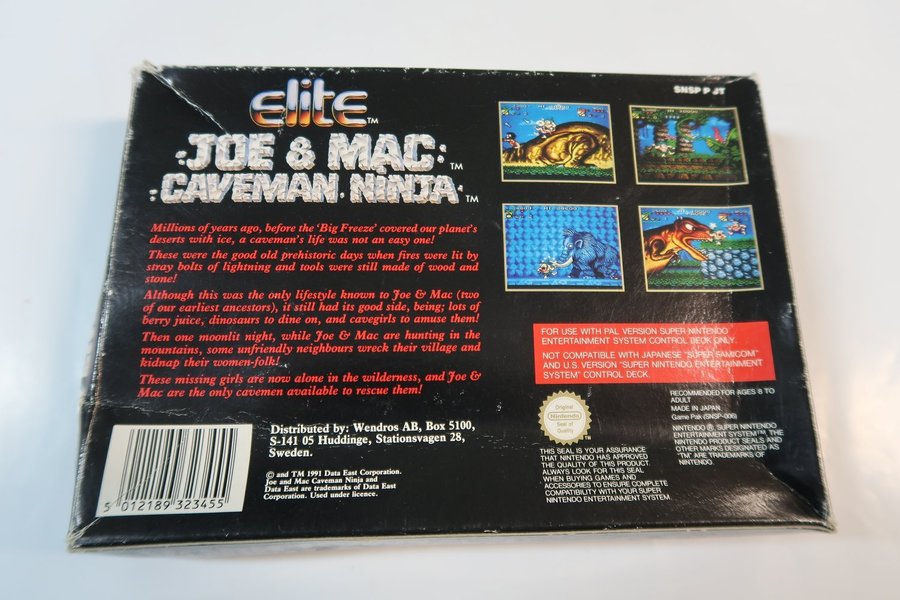 elite™
JOE & MAC™
CAVEMAN NINJA™
Millions of years ago, before the 'Big Freeze' covered our planet's
deserts with ice, a caveman's life was not an easy one!
These were the good old prehistoric days when fires were lit by
stray bolts of lightning and tools were still made of wood and
stone!
Although this was the only lifestyle known to Joe & Mac (two
of our earliest ancestors), it still had its good side, being; lots of
berry juice, dinosaurs to dine on, and cavegirls to amuse them!
Then one moonlit night, while Joe & Mac are hunting in the
mountains, some unfriendly neighbours wreck their village and
kidnap their women-folk!
These missing girls are now alone in the wilderness, and Joe &
Mac are the only cavemen available to rescue them!
Distributed by: Wendros AB, Box 5100,
S-141 05 Huddinge, Stationsvagen 28,
Sweden.
© and TM 1991 Data East Corporation.
Joe and Mac Caveman Ninja and
Data East are trademarks of Data East
Corporation. Used under licence.
5 012189 323455
SNSP
FOR USE WITH PAL VERSION SUPER NINTENDO
ENTERTAINMENT SYSTEM CONTROL DECK ONLY.
NOT COMPATIBLE WITH JAPANESE "SUPER FAMICOM"
AND U.S. VERSION "SUPER NINTENDO ENTERTAINMENT
SYSTEM" CONTROL DECK.
Original
Nintendo
Seal of
Quality
THIS SEAL IS YOUR ASSURANCE
THAT NINTENDO HAS APPROVED
THE QUALITY OF THIS PRODUCT.
ALWAYS LOOK FOR THIS SEAL
WHEN BUYING GAMES AND
ACCESSORIES TO ENSURE COMPLETE
COMPATIBILITY WITH YOUR SUPER
NINTENDO ENTERTAINMENT SYSTEM.
RECOMMENDED FOR AGES 8 TO
ADULT
MADE IN JAPAN
Game Pak (SNSP-006)
NINTENDO® SUPER NINTENDO
ENTERTAINMENT SYSTEM™, THE
NINTENDO PRODUCT SEALS AND
OTHER MARKS DESIGNATED AS
"TM" ARE TRADEMARKS OF
NINTENDO.